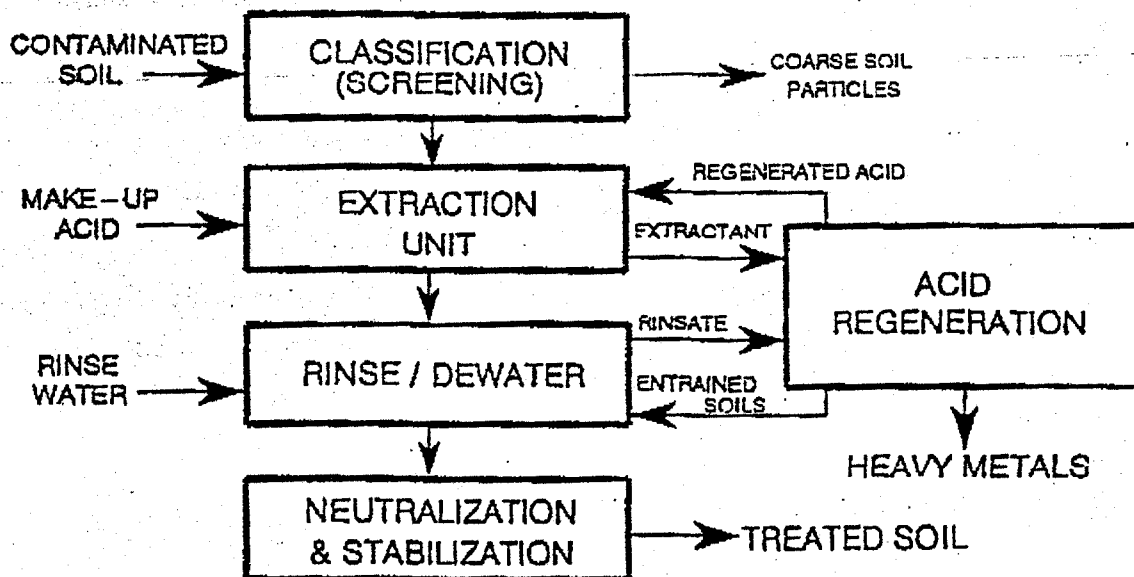 CONTAMINATED
SOIL
CLASSIFICATION
(SCREENING)
COARSE SOIL
PARTICLES
MAKE-UP
ACID
EXTRACTION
UNIT
REGENERATED ACID
EXTRACTANT
ACID
REGENERATION
RINSE
WATER
RINSE / DEWATER
RINSATE
ENTRAINED
SOILS
HEAVY METALS
NEUTRALIZATION
& STABILIZATION
TREATED SOIL